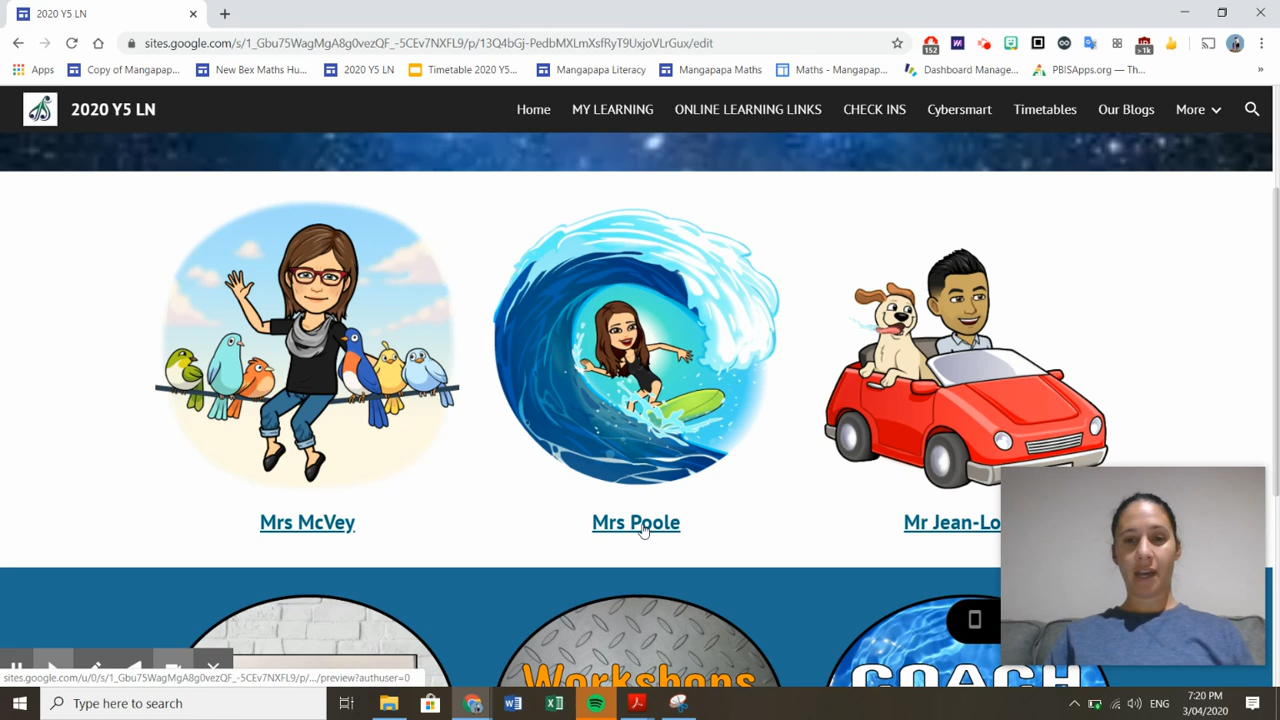 2020 Y5 LN
sites.google.com/s/1_Gbu75WaqMgA8g0vezQF_-5CEv7NXFL9/p/13Q4bGj-PedbMXLmXsfRyT9UxjoVLrGux/edit
152
>1k
Apps
Copy of Mangapap...
New Bex Maths Hu...
2020 Y5 LN
Timetable 2020 Y5...
Mangapapa Literacy
Mangapapa Maths
Maths - Mangapap...
Dashboard Manage...
PBISApps.org — Th...
»
2020 Y5 LN
Home
MY LEARNING
ONLINE LEARNING LINKS
CHECK INS
Cybersmart
Timetables
Our Blogs
More
Mrs McVey
Mrs Poole
Mr Jean-Lo
Workshops
COACH
sites.google.com/u/0/s/1_Gbu75WagMgA8g0vezQF_-5CEv7NXFL9/p/.../preview?authuser=0
Type here to search
ENG
7:20 PM
3/04/2020